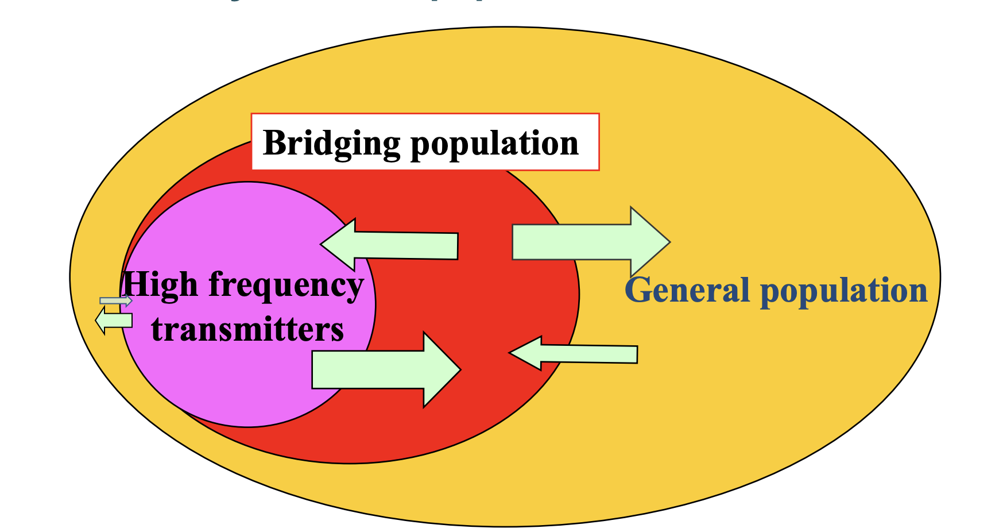 Bridging population
High frequency
transmitters
General population